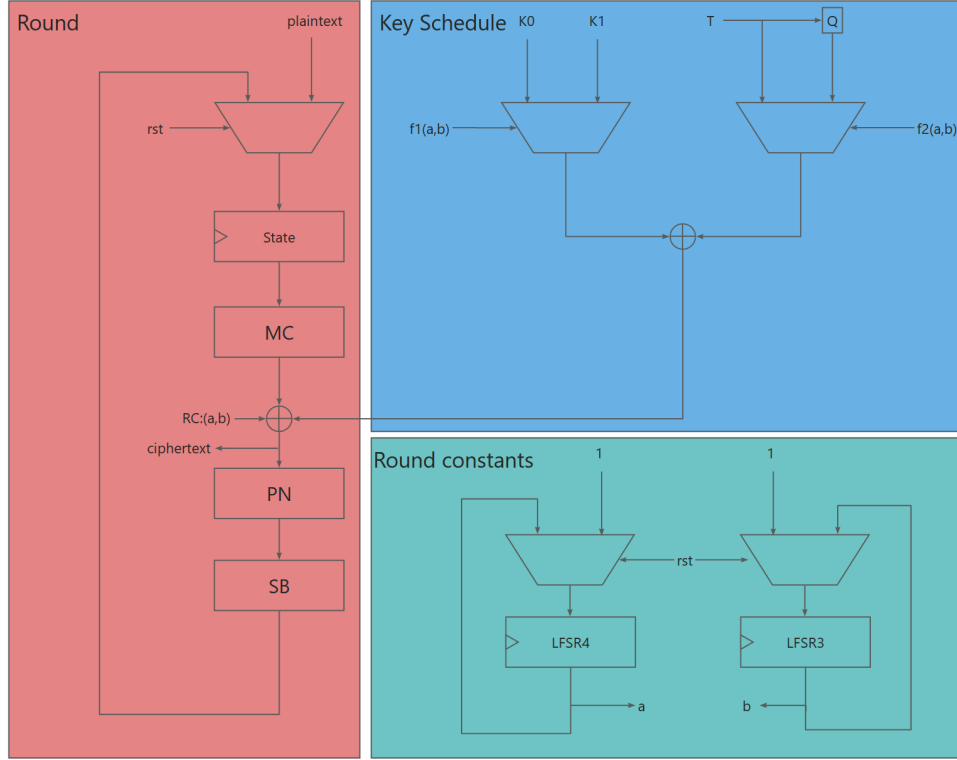 Round
plaintext
rst
State
MC
RC:(a,b)
ciphertext
PN
SB
Key Schedule
K0
K1
T
Q
f1(a,b)
f2(a,b)
Round constants
1
1
rst
LFSR4
LFSR3
a
b